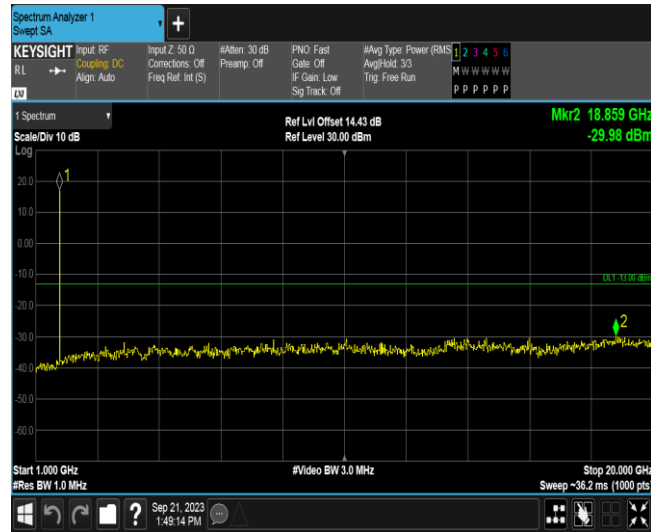 Spectrum Analyzer 1
Swept SA
+
KEYSIGHT
RL
LXI
Input: RF
Coupling: DC
Align: Auto
Input Z: 50 Ω
Corrections: Off
Freq Ref: Int (S)
#Atten: 30 dB
Preamp: Off
PNO: Fast
Gate: Off
IF Gain: Low
Sig Track: Off
#Avg Type: Power (RMS
Avg|Hold: 3/3
Trig: Free Run
1 2 3 4 5 6
M W W W W W
P P P P P P
1 Spectrum
Scale/Div 10 dB
Log
Ref Lvl Offset 14.43 dB
Ref Level 30.00 dBm
Mkr2 18.859 GHz
-29.98 dBm
1
20.0
10.0
0.00
-10.0
DL1 -13.00 dBm
-20.0
2
-30.0
-40.0
-50.0
-60.0
Start 1.000 GHz
#Res BW 1.0 MHz
#Video BW 3.0 MHz
Stop 20.000 GHz
Sweep ~36.2 ms (1000 pts)
?
Sep 21, 2023
1:49:14 PM